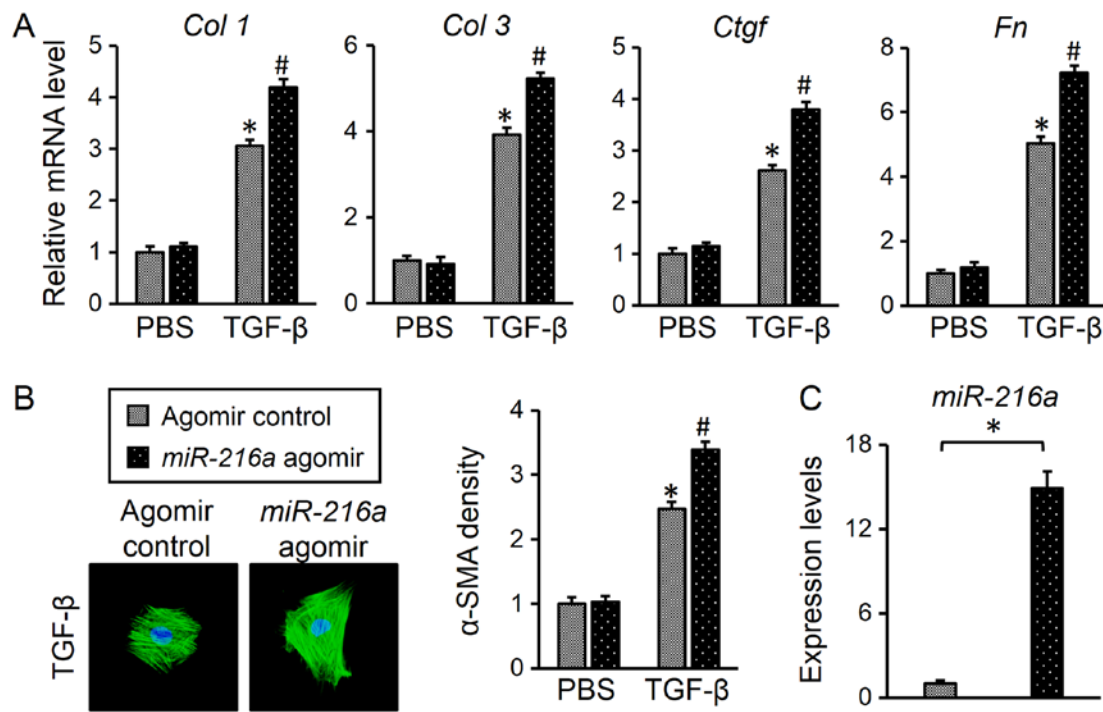 A
Col 1
Col 3
Ctgf
Fn
Relative mRNA level
5
4
3
2
1
0
*
#
PBS
TGF-β
6
4
2
0
*
#
PBS
TGF-β
5
4
3
2
1
0
*
#
PBS
TGF-β
8
6
4
2
0
*
#
PBS
TGF-β
B
Agomir control
miR-216a agomir
Agomir
control
miR-216a
agomir
TGF-β
α-SMA density
4
3
2
1
0
*
#
PBS
TGF-β
C
miR-216a
*
Expression levels
18
12
6
0